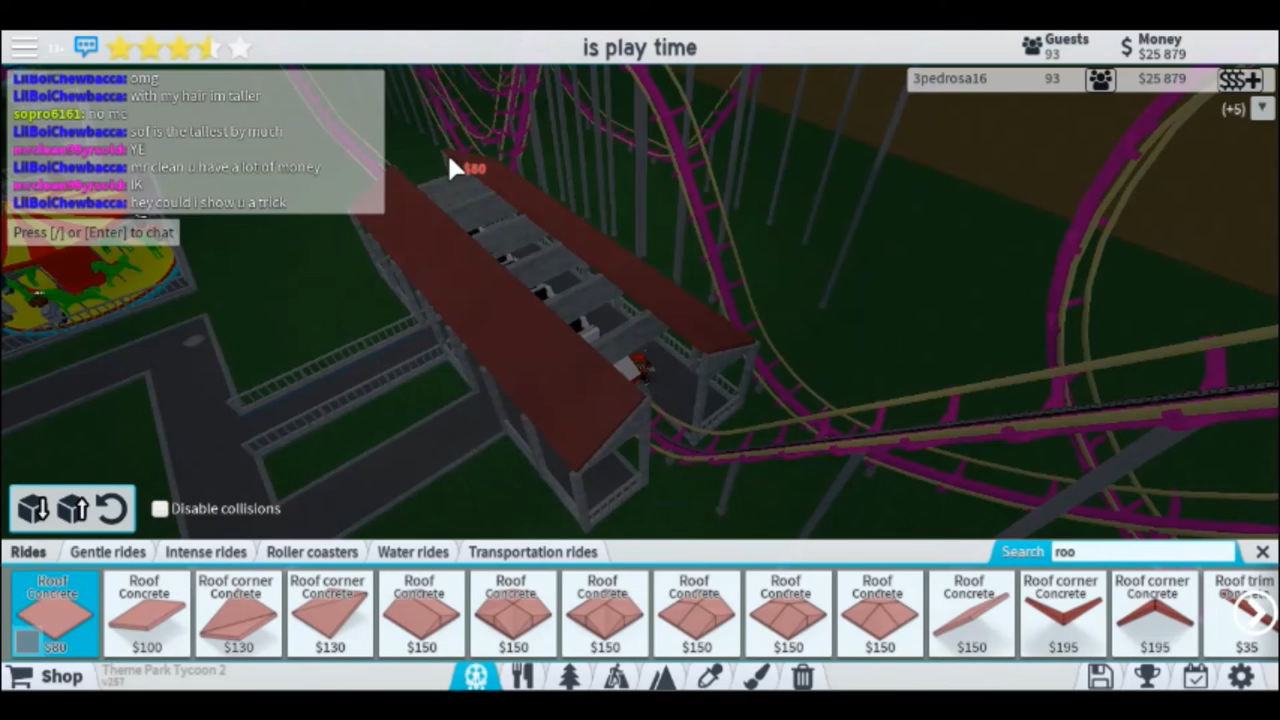 13+
is play time
Guests
93
Money
$25 879
3pedrosa16 93 $25 879 $$$+
(+5)
LilBoiChewbacca: omg
LilBoiChewbacca: with my hair im taller
sopro6161: no me
LilBoiChewbacca: sof is the tallest by much
YE
LilBoiChewbacca: mr clean u have a lot of money
IK
LilBoiChewbacca: hey could I show u a trick
Press [/] or [Enter] to chat
$80
Disable collisions
Rides Gentle rides Intense rides Roller coasters Water rides Transportation rides Search roo
Roof Concrete $80
Roof Concrete $100
Roof corner Concrete $130
Roof corner Concrete $130
Roof Concrete $150
Roof Concrete $150
Roof Concrete $150
Roof Concrete $150
Roof Concrete $150
Roof Concrete $150
Roof Concrete $150
Roof corner Concrete $195
Roof corner Concrete $195
Roof trim $35
Shop
Theme Park Tycoon 2
v257